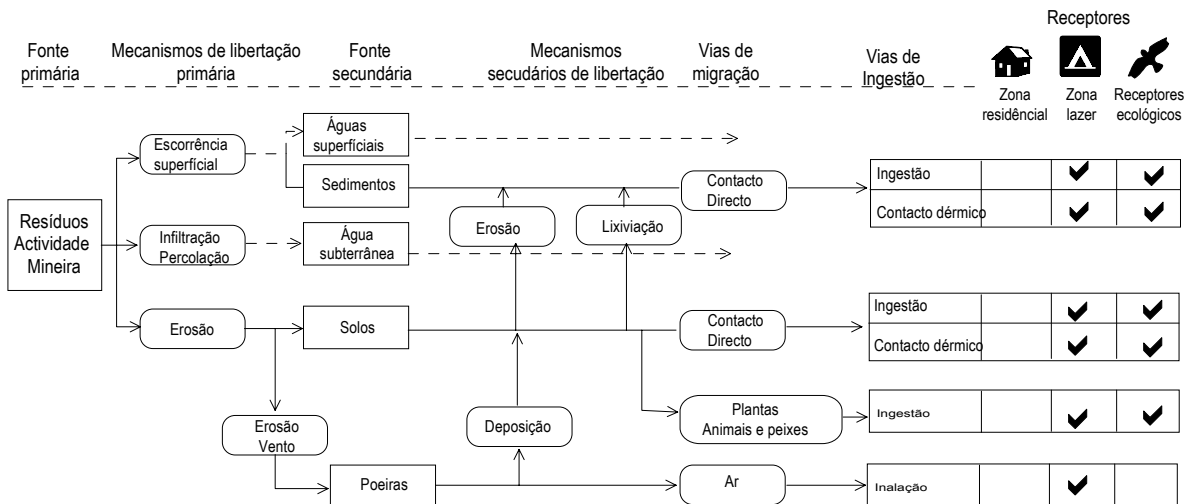 Receptores
Fonte
primária
Mecanismos de libertação
primária
Fonte
secundária
Mecanismos
secudários de libertação
Vias de
migração
Vias de
Ingestão
Zona
residêncial
Zona
lazer
Receptores
ecológicos
Resíduos
Actividade
Mineira
Escorrência
superfícial
Águas
superfíciais
Sedimentos
Contacto
Directo
Ingestão
Contacto dérmico
Infiltração
Percolação
Água
subterrânea
Erosão
Lixiviação
Erosão
Solos
Contacto
Directo
Ingestão
Contacto dérmico
Erosão
Vento
Deposição
Plantas
Animais e peixes
Ingestão
Poeiras
Ar
Inalação